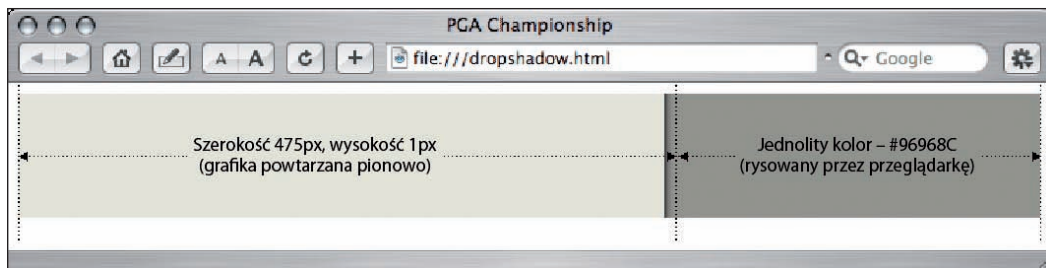 PGA Championship
A A
file:///dropshadow.html
Google
Szerokość 475px, wysokość 1px
(grafika powtarzana pionowo)
Jednolity kolor – #96968C
(rysowany przez przeglądarkę)